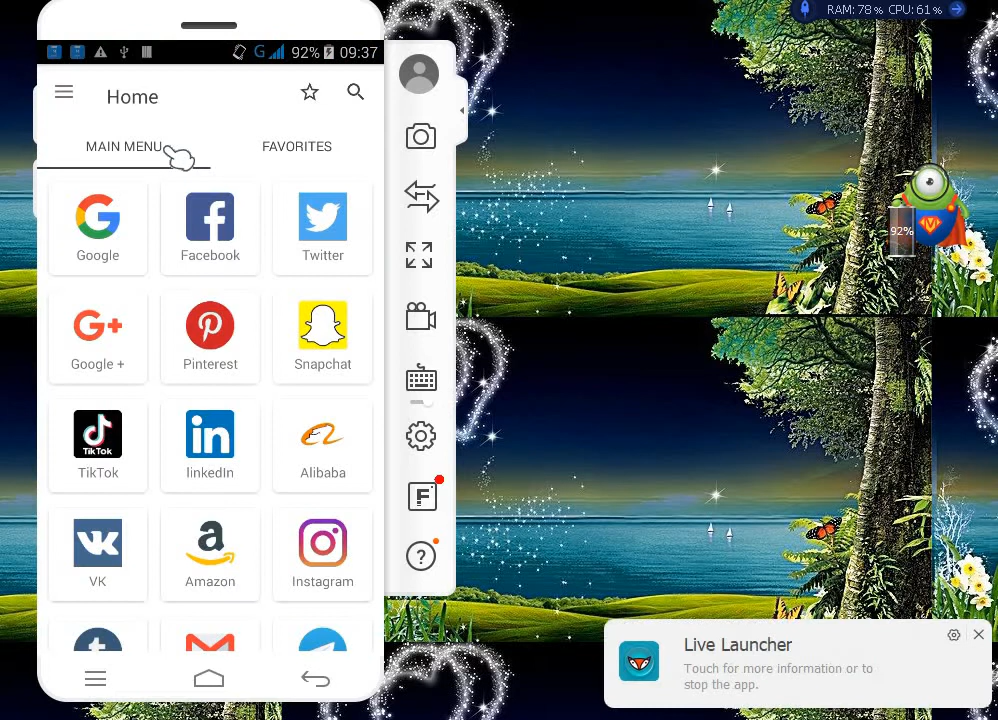 RAM: 78% CPU: 61%
92% 09:37
Home
MAIN MENU
FAVORITES
Google
Facebook
Twitter
Google +
Pinterest
Snapchat
TikTok
TikTok
linkedIn
Alibaba
VK
Amazon
Instagram
92%
Live Launcher
Touch for more information or to
stop the app.